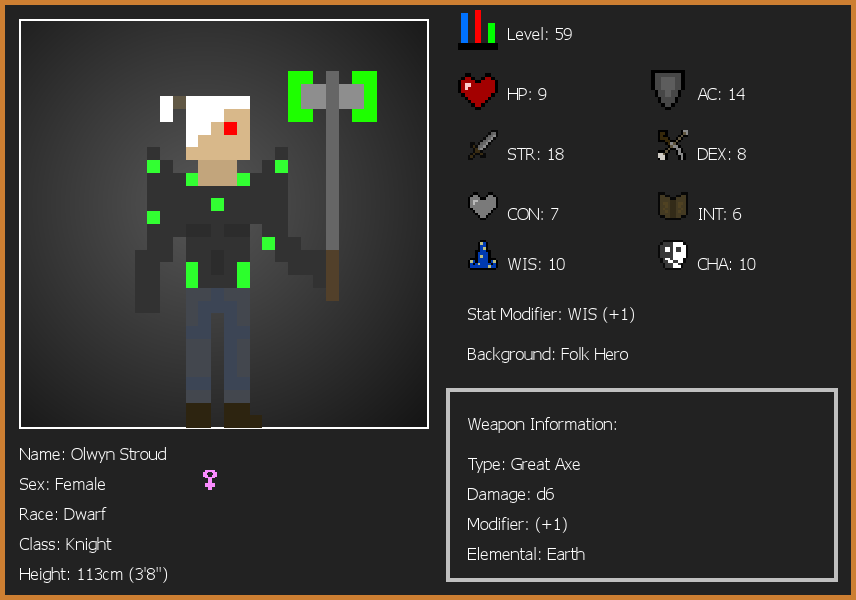 Level: 59
HP: 9
AC: 14
STR: 18
DEX: 8
CON: 7
INT: 6
WIS: 10
CHA: 10
Stat Modifier: WIS (+1)
Background: Folk Hero
Weapon Information:
Type: Great Axe
Damage: d6
Modifier: (+1)
Elemental: Earth
Name: Olwyn Stroud
Sex: Female
Race: Dwarf
Class: Knight
Height: 113cm (3'8")